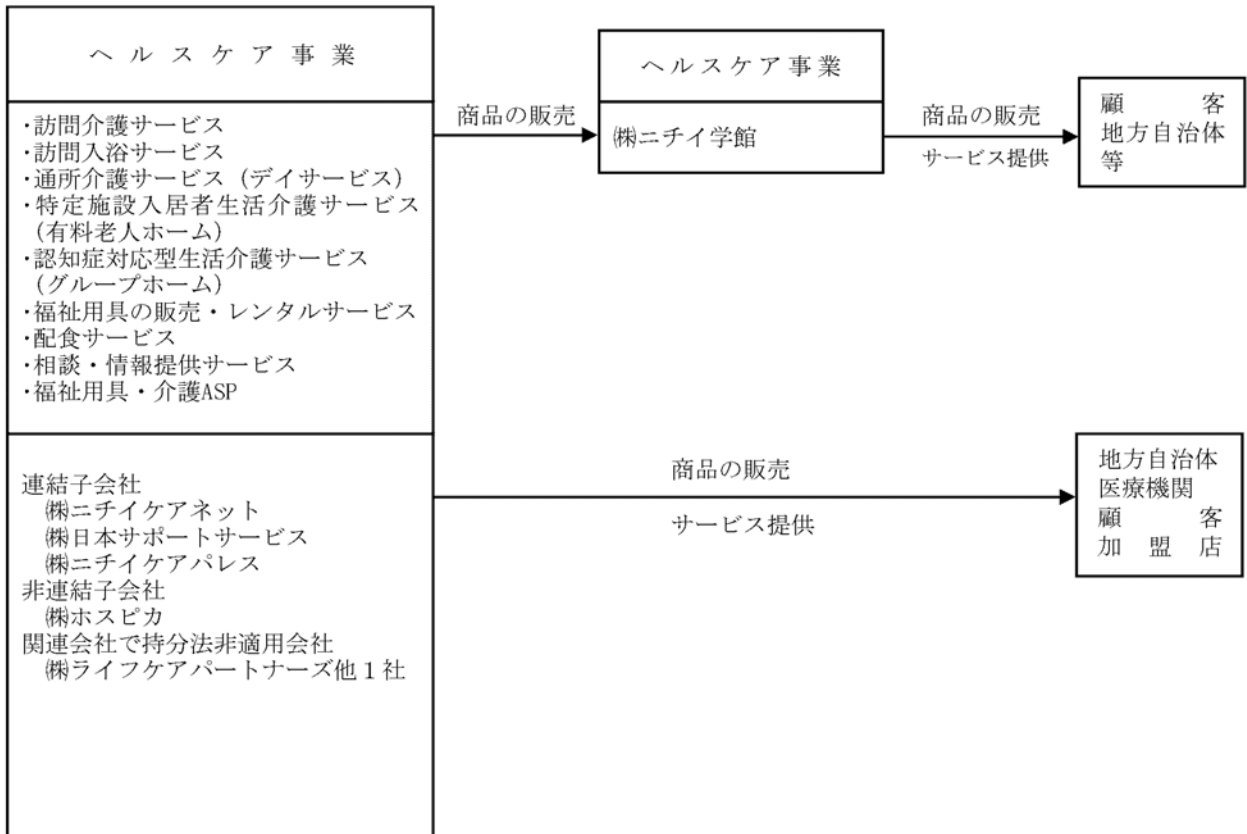 ヘルスケア事業
・訪問介護サービス
・訪問入浴サービス
・通所介護サービス（デイサービス）
・特定施設入居者生活介護サービス
（有料老人ホーム）
・認知症対応型生活介護サービス
（グループホーム）
・福祉用具の販売・レンタルサービス
・配食サービス
・相談・情報提供サービス
・福祉用具・介護ASP
連結子会社
㈱ニチイケアネット
㈱日本サポートサービス
㈱ニチイケアパレス
非連結子会社
㈱ホスピカ
関連会社で持分法非適用会社
㈱ライフケアパートナーズ他１社
商品の販売
ヘルスケア事業
㈱ニチイ学館
商品の販売
サービス提供
顧客
地方自治体
等
商品の販売
サービス提供
地方自治体
医療機関
顧客
加盟店